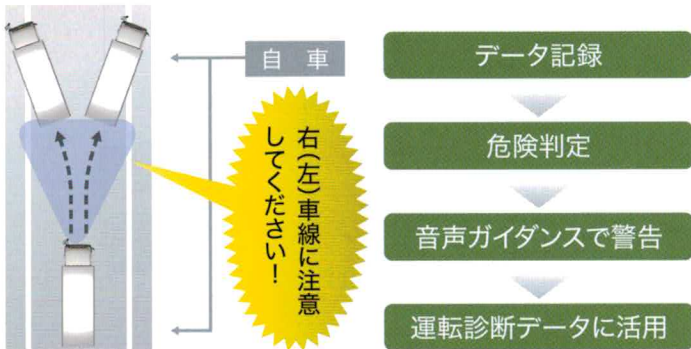 自車
右(左)車線に注意
してください!
データ記録
危険判定
音声ガイダンスで警告
運転診断データに活用